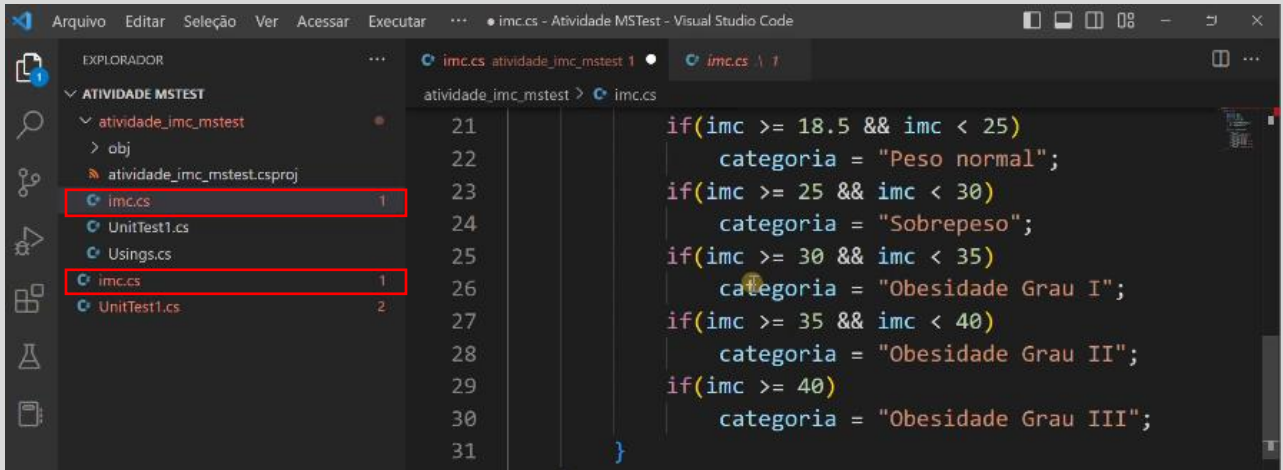 Arquivo Editar Seleção Ver Acessar Executar ··· ● imc.cs - Atividade MSTest - Visual Studio Code
EXPLORADOR ···
ATIVIDADE MSTEST
atividade_imc_mstest
obj
atividade_imc_mstest.csproj
imc.cs 1
UnitTest1.cs
Usings.cs
imc.cs 1
UnitTest1.cs 2
1
imc.cs atividade_imc_mstest 1 ● imc.cs .\ 1
atividade_imc_mstest > imc.cs
21 if(imc >= 18.5 && imc < 25)
22 categoria = "Peso normal";
23 if(imc >= 25 && imc < 30)
24 categoria = "Sobrepeso";
25 if(imc >= 30 && imc < 35)
26 categoria = "Obesidade Grau I";
27 if(imc >= 35 && imc < 40)
28 categoria = "Obesidade Grau II";
29 if(imc >= 40)
30 categoria = "Obesidade Grau III";
31 }